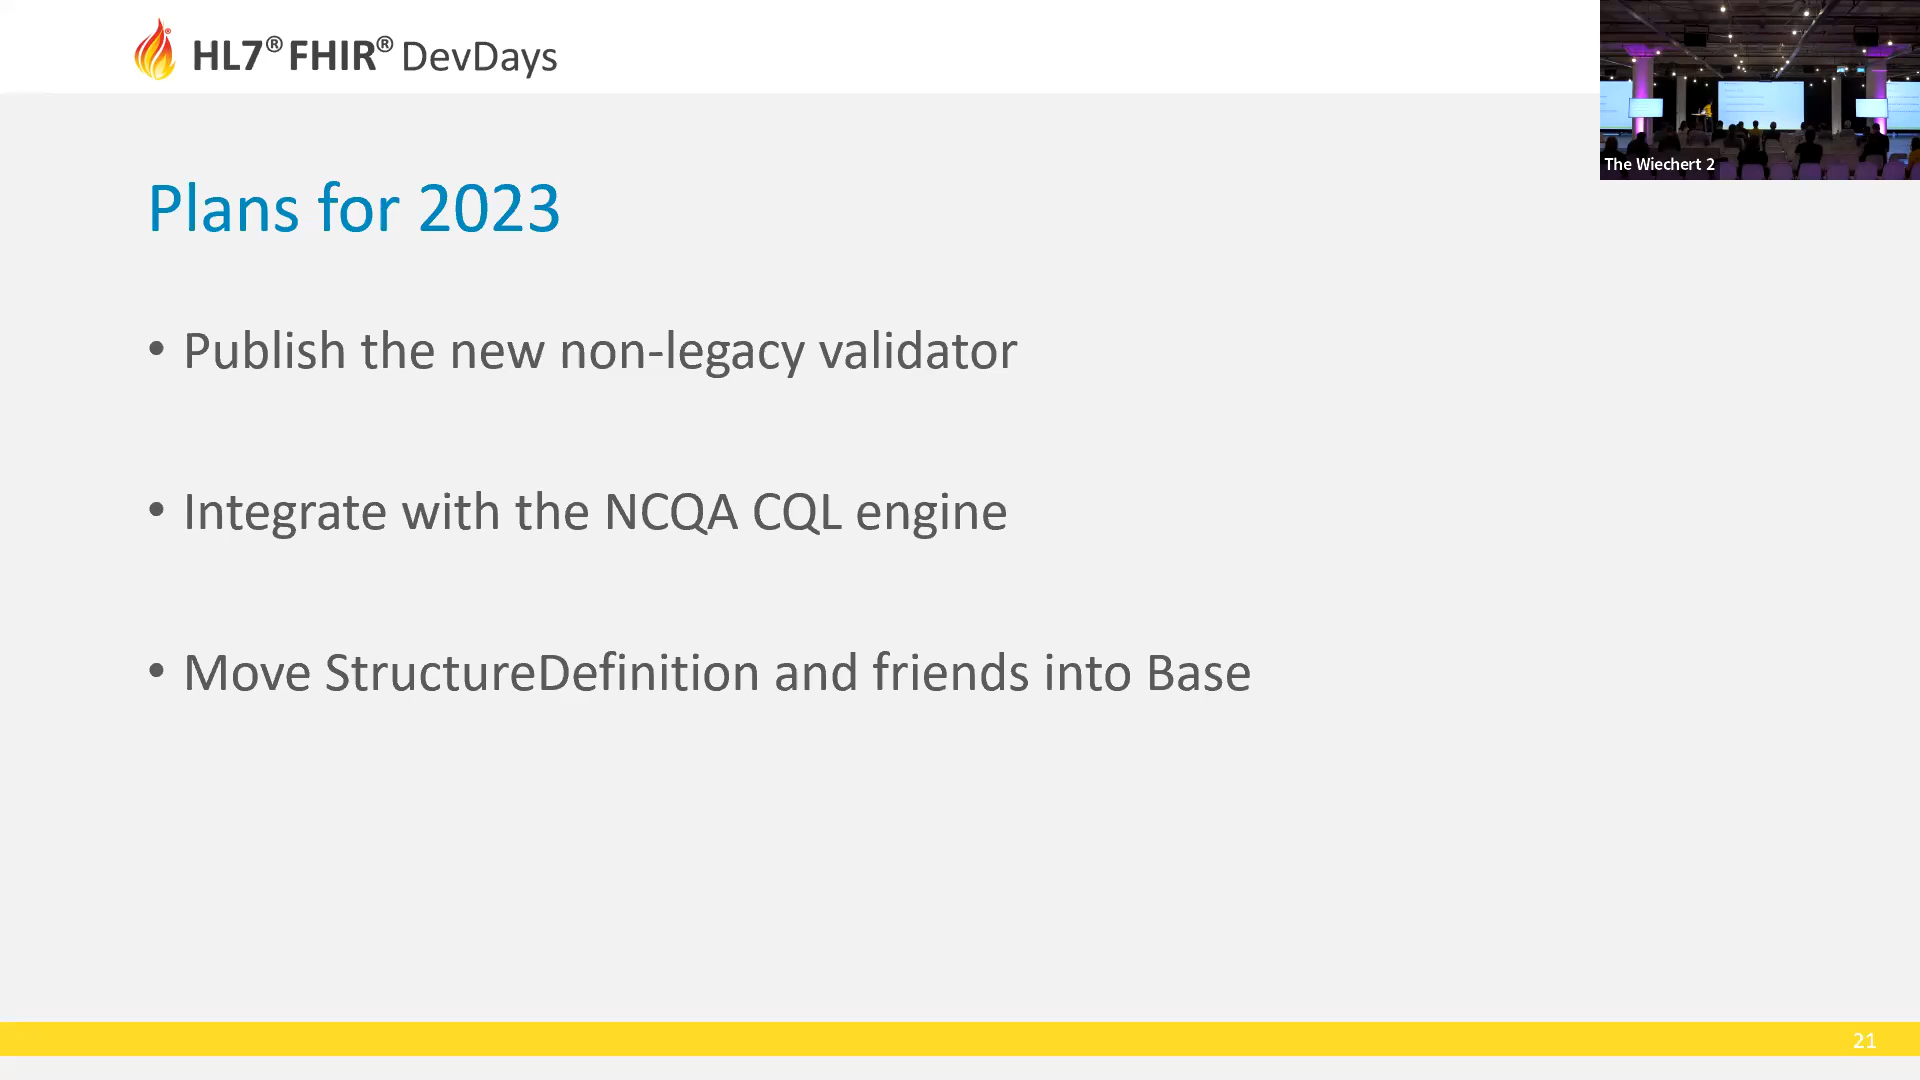 HL7® FHIR® DevDays
The Wiechert 2
Plans for 2023
• Publish the new non-legacy validator
• Integrate with the NCQA CQL engine
• Move StructureDefinition and friends into Base
21